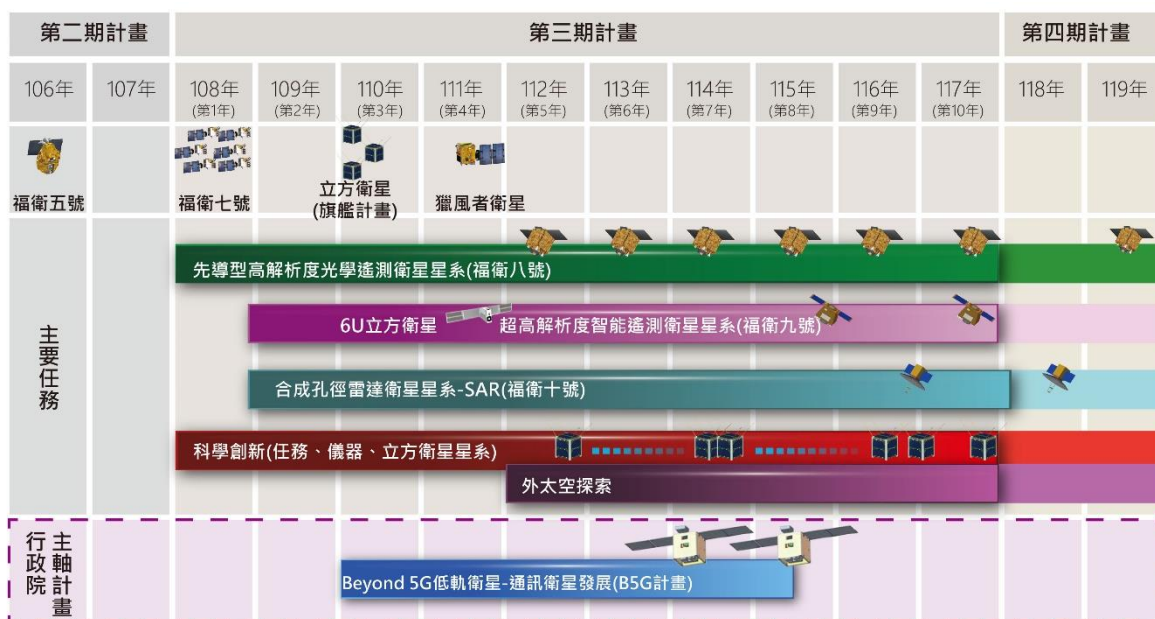 第二期計畫
第三期計畫
第四期計畫
106年
107年
108年
(第1年)
109年
(第2年)
110年
(第3年)
111年
(第4年)
112年
(第5年)
113年
(第6年)
114年
(第7年)
115年
(第8年)
116年
(第9年)
117年
(第10年)
118年
119年
福衛五號
福衛七號
立方衛星
(旗艦計畫)
獵風者衛星
主要任務
先導型高解析度光學遙測衛星星系(福衛八號)
6U立方衛星
超高解析度智能遙測衛星星系(福衛九號)
合成孔徑雷達衛星星系-SAR(福衛十號)
科學創新(任務、儀器、立方衛星星系)
外太空探索
行政院
主軸計畫
Beyond 5G低軌衛星-通訊衛星發展(B5G計畫)